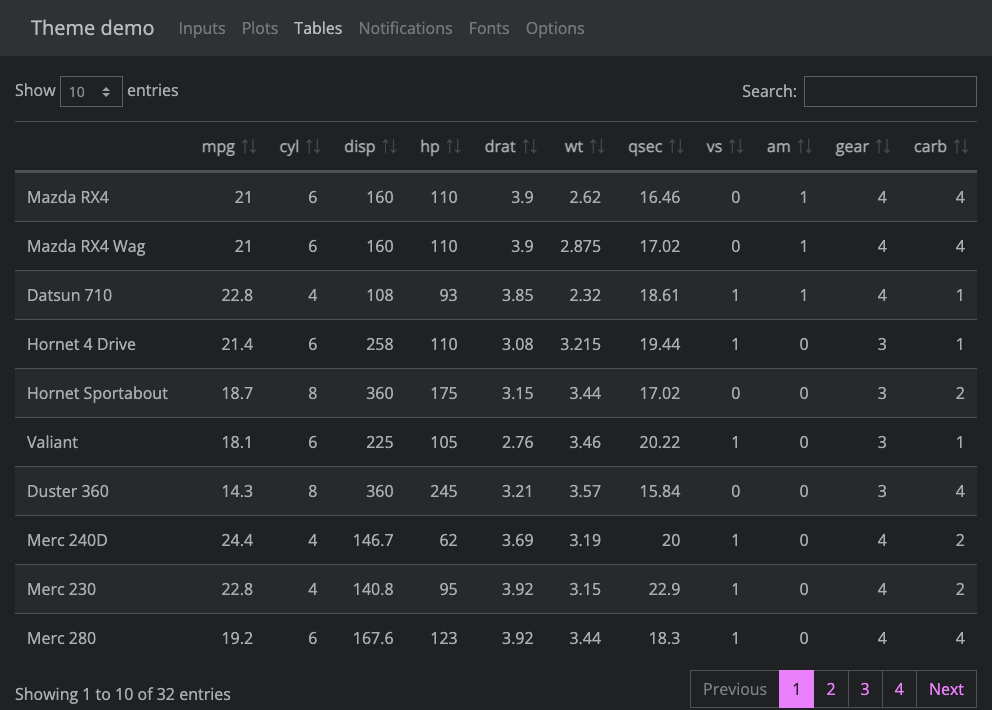 Theme demo Inputs Plots Tables Notifications Fonts Options
Show 10 entries Search:
mpg cyl disp hp drat wt qsec vs am gear carb
Mazda RX4 21 6 160 110 3.9 2.62 16.46 0 1 4 4
Mazda RX4 Wag 21 6 160 110 3.9 2.875 17.02 0 1 4 4
Datsun 710 22.8 4 108 93 3.85 2.32 18.61 1 1 4 1
Hornet 4 Drive 21.4 6 258 110 3.08 3.215 19.44 1 0 3 1
Hornet Sportabout 18.7 8 360 175 3.15 3.44 17.02 0 0 3 2
Valiant 18.1 6 225 105 2.76 3.46 20.22 1 0 3 1
Duster 360 14.3 8 360 245 3.21 3.57 15.84 0 0 3 4
Merc 240D 24.4 4 146.7 62 3.69 3.19 20 1 0 4 2
Merc 230 22.8 4 140.8 95 3.92 3.15 22.9 1 0 4 2
Merc 280 19.2 6 167.6 123 3.92 3.44 18.3 1 0 4 4
Showing 1 to 10 of 32 entries Previous 1 2 3 4 Next